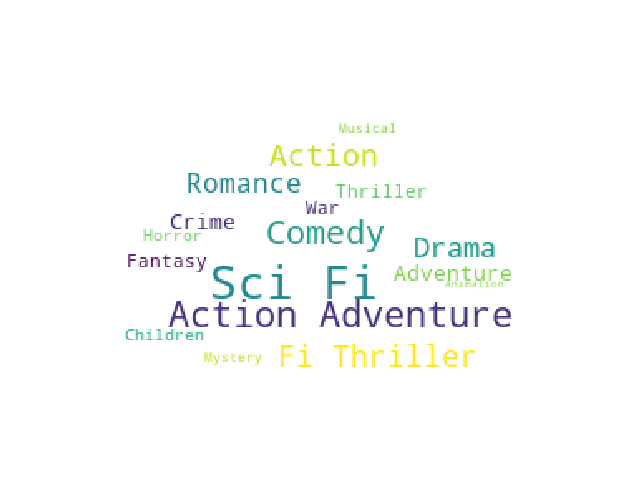 Musical
Action
Romance
Thriller
War
Crime
Comedy
Horror
Drama
Fantasy
Adventure
Sci Fi
Animation
Action Adventure
Children
Mystery
Fi Thriller